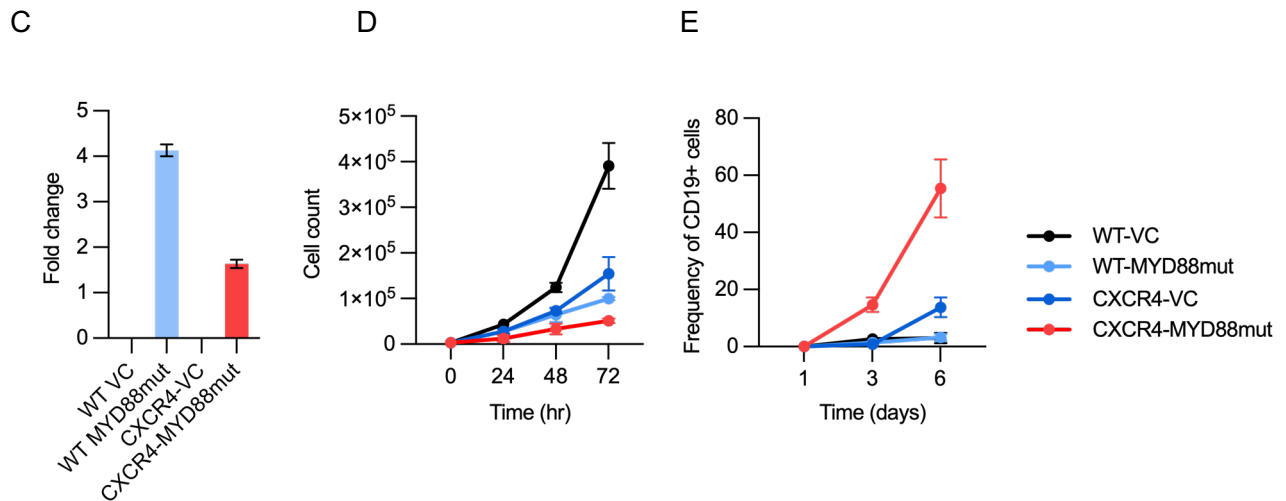 C
D
E
Fold change
5
4
3
2
1
0
WT VC
WT MYD88mut
CXCR4-VC
CXCR4-MYD88mut
Cell count
5×10⁵
4×10⁵
3×10⁵
2×10⁵
1×10⁵
0
0 24 48 72
Time (hr)
Frequency of CD19+ cells
80
60
40
20
0
1 3 6
Time (days)
WT-VC
WT-MYD88mut
CXCR4-VC
CXCR4-MYD88mut